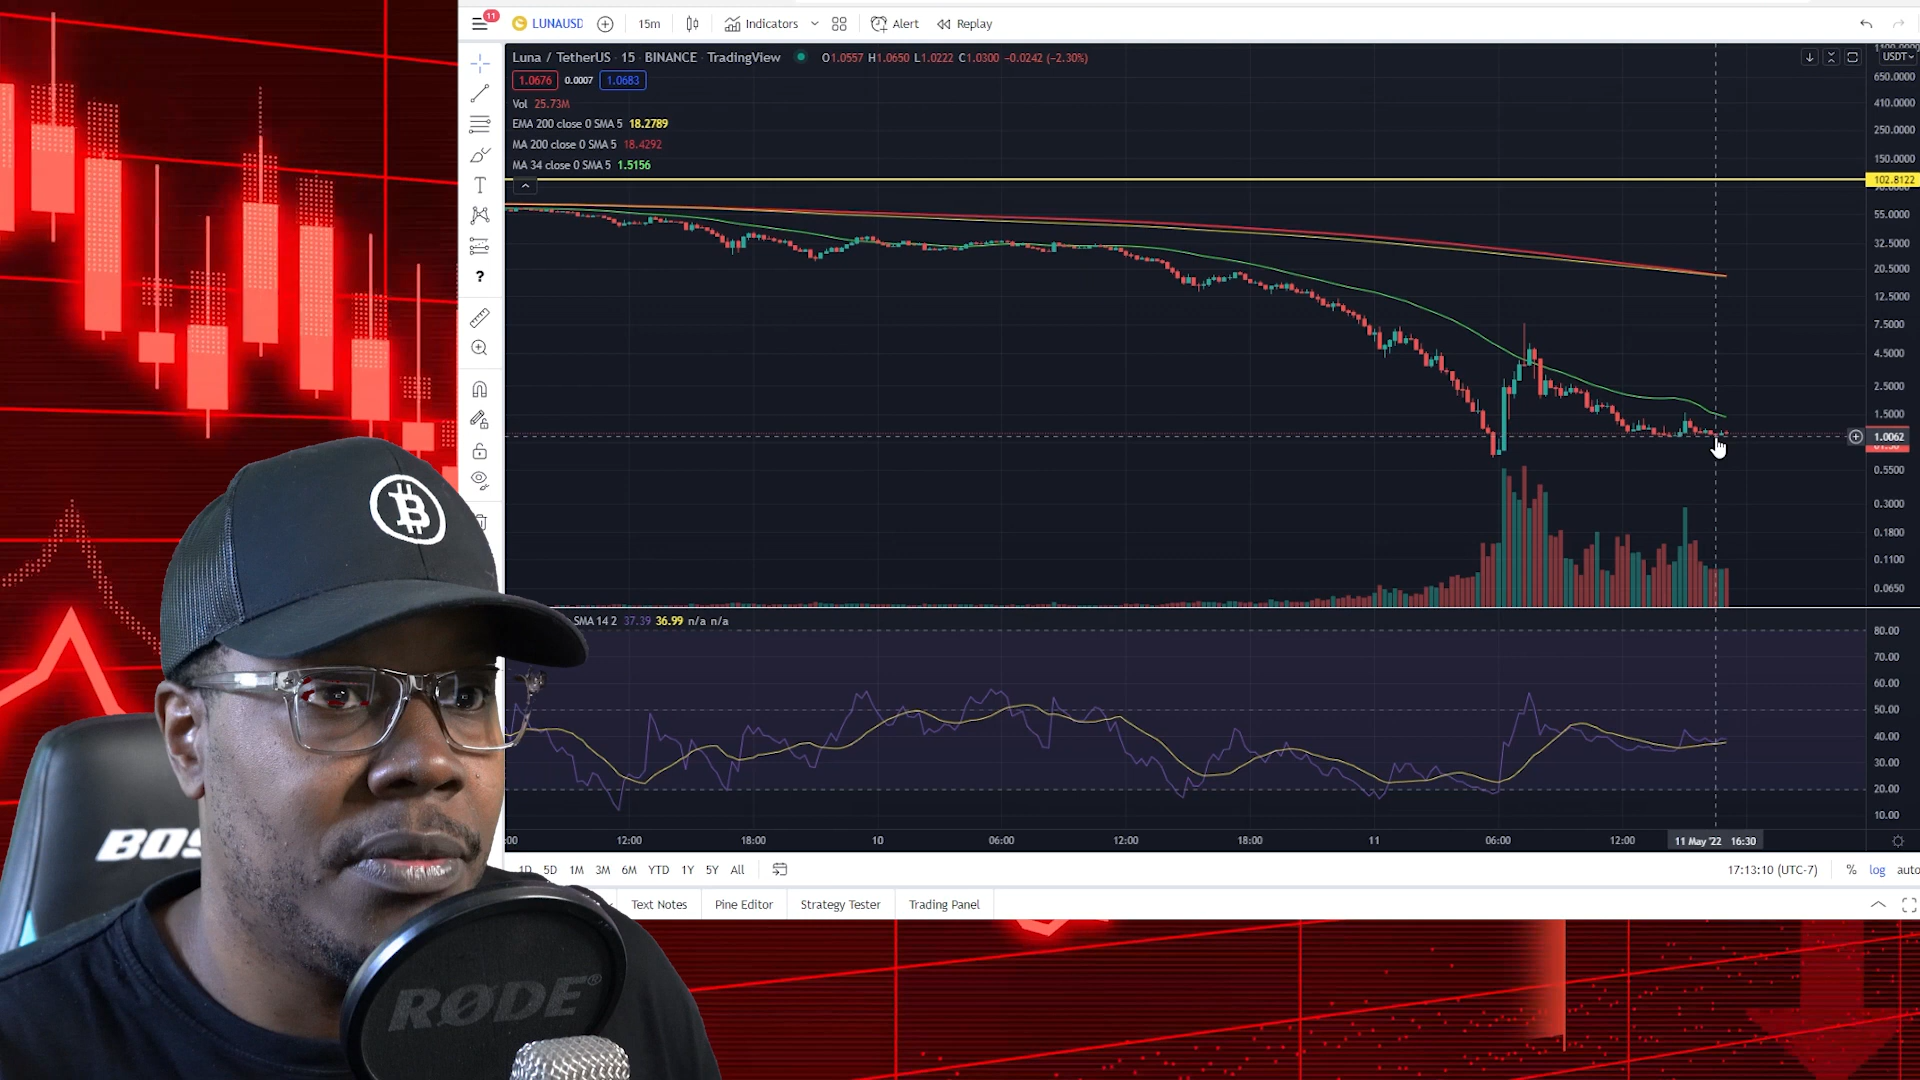 11
LUNAUSD
15m
Indicators
Alert
Replay
Luna / TetherUS · 15 · BINANCE · TradingView
O1.0557 H1.0650 L1.0222 C1.0300 −0.0242 (−2.30%)
USDT
1.0676 0.0007 1.0683
Vol 25.73M
EMA 200 close 0 SMA 5 18.2789
MA 200 close 0 SMA 5 18.4292
MA 34 close 0 SMA 5 1.5156
650.0000
410.0000
250.0000
150.0000
102.8122
55.0000
32.5000
20.5000
12.5000
7.5000
4.5000
2.5000
1.5000
1.0062
0.5500
0.3000
0.1800
0.1100
0.0650
SMA 14 2 37.39 36.99 n/a n/a
80.00
70.00
60.00
50.00
40.00
30.00
20.00
10.00
:00 12:00 18:00 10 06:00 12:00 18:00 11 06:00 12:00 11 May '22 16:30
1D 5D 1M 3M 6M YTD 1Y 5Y All
17:13:10 (UTC-7) % log auto
Text Notes Pine Editor Strategy Tester Trading Panel
BOS
RØDE®